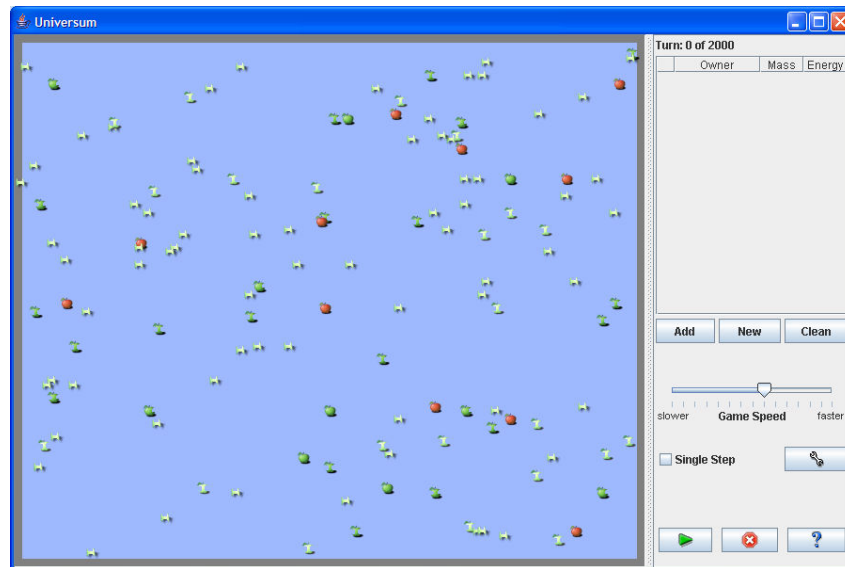 Universum
Turn: 0 of 2000
Owner Mass Energy
Add New Clean
slower Game Speed faster
Single Step
?